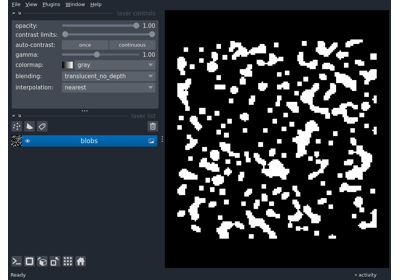 File View Plugins Window Help
layer controls
opacity: 1.00
contrast limits:
auto-contrast: once continuous
gamma: 1.00
colormap: gray
blending: translucent_no_depth
interpolation: nearest
layer list
blobs
Ready
activity